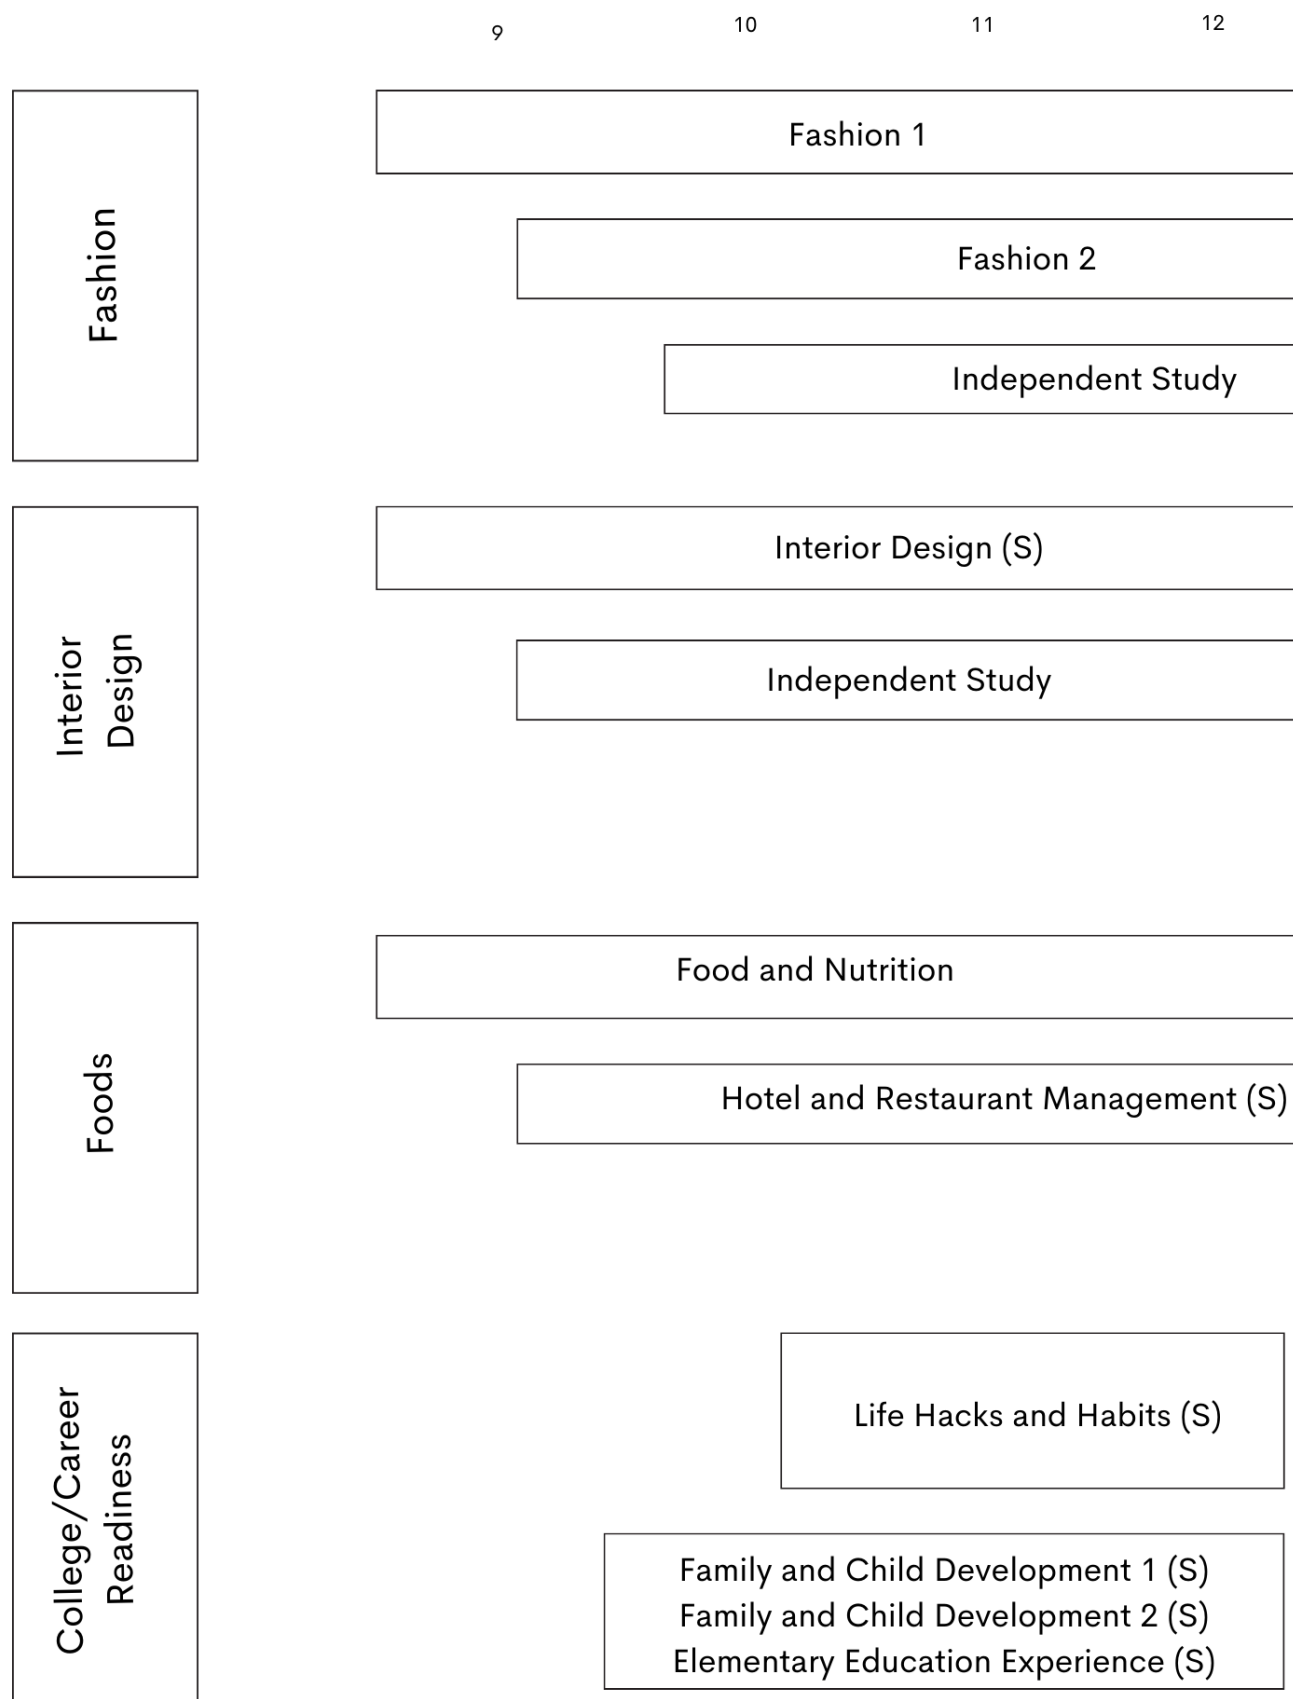 9 10 11 12
Fashion
Fashion 1
Fashion 2
Independent Study
Interior
Design
Interior Design (S)
Independent Study
Foods
Food and Nutrition
Hotel and Restaurant Management (S)
College/Career
Readiness
Life Hacks and Habits (S)
Family and Child Development 1 (S)
Family and Child Development 2 (S)
Elementary Education Experience (S)